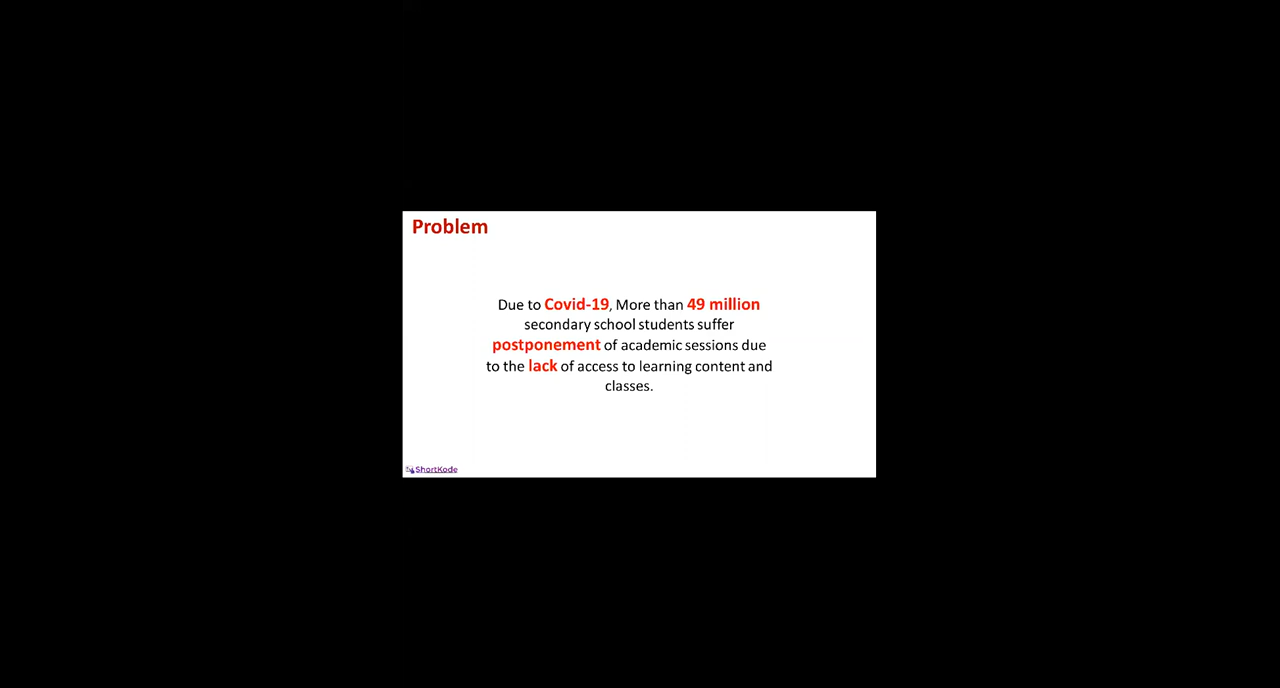 Problem
Due to Covid-19, More than 49 million
secondary school students suffer
postponement of academic sessions due
to the lack of access to learning content and
classes.
ShortKode